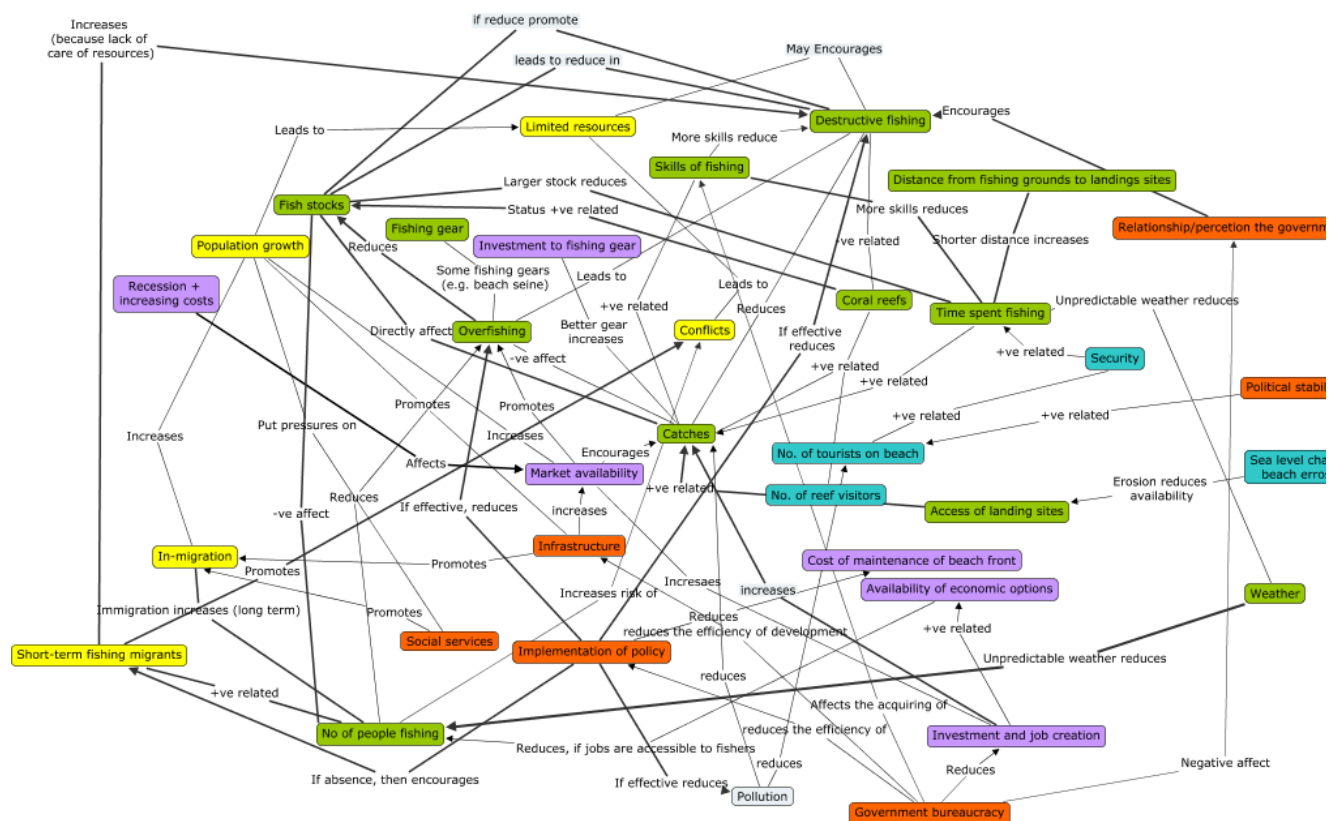 Increases
(because lack of
care of resources)
if reduce promote
leads to reduce in
May Encourages
Leads to
Limited resources
More skills reduce
Destructive fishing
Encourages
Skills of fishing
Distance from fishing grounds to landings sites
Larger stock reduces
Fish stocks
Status +ve related
More skills reduces
Fishing gear
Relationship/percetion the governm
Population growth
Reduces
Investment to fishing gear
-ve related
Shorter distance increases
Some fishing gears
(e.g. beach seine)
Leads to
Leads to
Recession +
increasing costs
Coral reefs
Unpredictable weather reduces
+ve related
Reduces
Time spent fishing
Directly affect
Overfishing
Better gear
increases
Conflicts
If effective
reduces
-ve affect
+ve related
Security
+ve related
+ve related
Political stabil
Promotes
Promotes
Put pressures on
+ve related
+ve related
Increases
Increases
Catches
Encourages
No. of tourists on beach
Affects
Market availability
Sea level cha
beach eros
+ve related
No. of reef visitors
Erosion reduces
availability
Reduces
-ve affect
If effective, reduces
increases
Access of landing sites
In-migration
Infrastructure
Promotes
Cost of maintenance of beach front
Promotes
Increases risk of
Incresaes
increases
Availability of economic options
Weather
Immigration increases (long term)
Promotes
Reduces
reduces the efficiency of development
+ve related
Social services
Short-term fishing migrants
Implementation of policy
Unpredictable weather reduces
+ve related
reduces
Affects the acquiring of
No of people fishing
reduces the efficiency of
Investment and job creation
Reduces, if jobs are accessible to fishers
reduces
Negative affect
If absence, then encourages
If effective reduces
Reduces
Pollution
Government bureaucracy